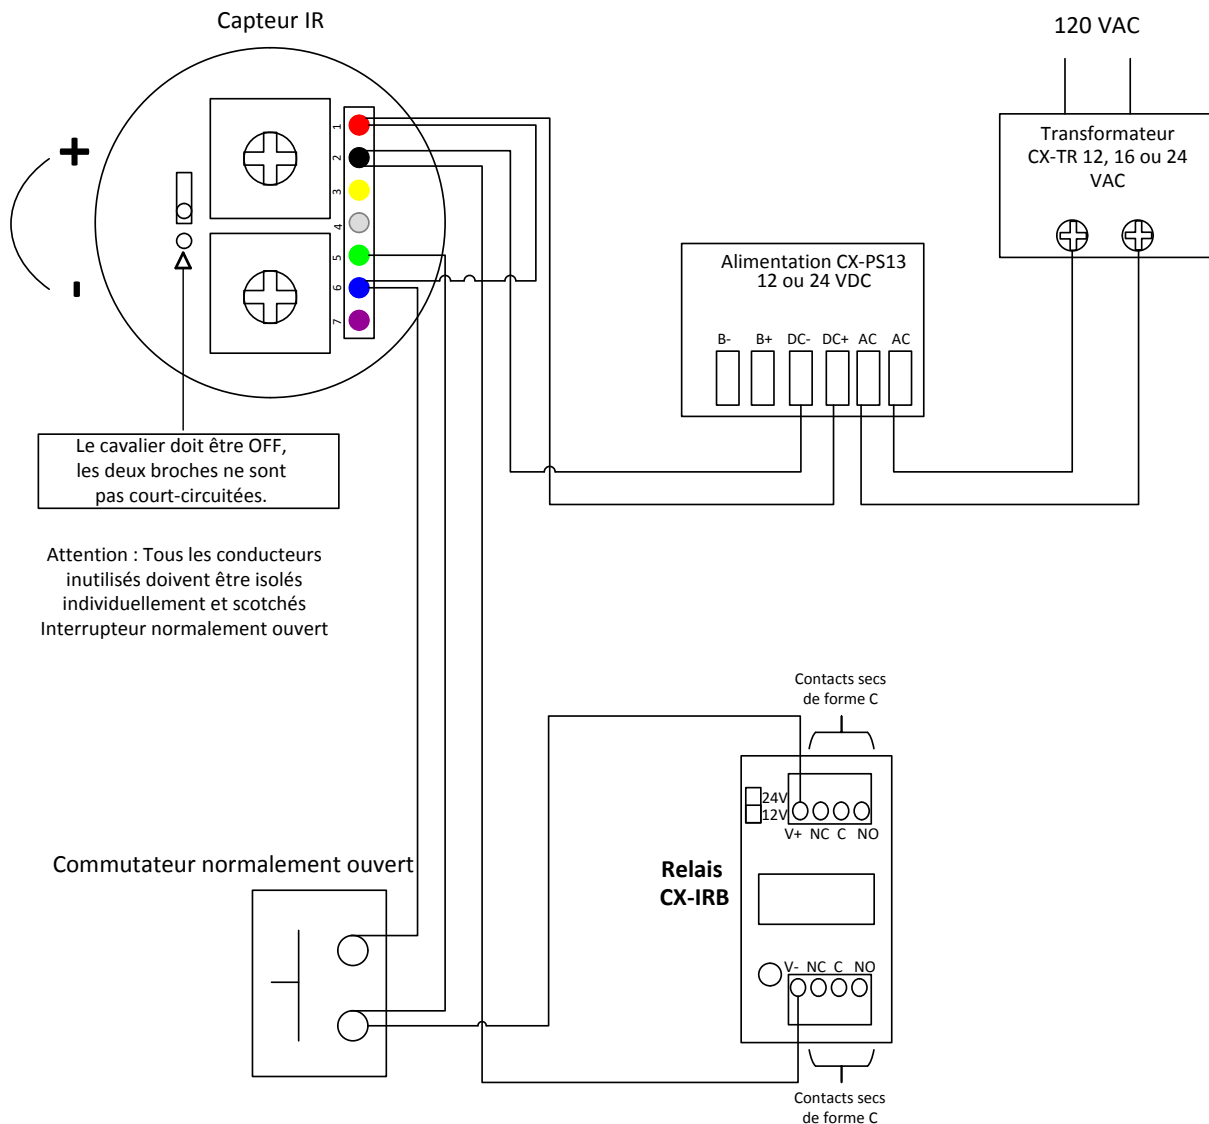 Capteur IR
120 VAC
+
-
1
2
3
4
5
6
7
Transformateur
CX-TR 12, 16 ou 24
VAC
Alimentation CX-PS13
12 ou 24 VDC
B- B+ DC- DC+ AC AC
Le cavalier doit être OFF,
les deux broches ne sont
pas court-circuitées.
Attention : Tous les conducteurs
inutilisés doivent être isolés
individuellement et scotchés
Interrupteur normalement ouvert
Contacts secs
de forme C
24V
12V
V+ NC C NO
Commutateur normalement ouvert
Relais
CX-IRB
V- NC C NO
Contacts secs
de forme C